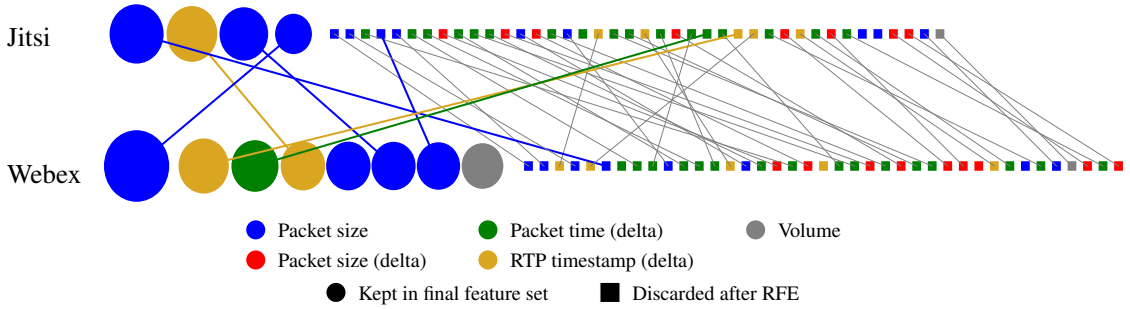 Jitsi
Webex
Packet size
Packet time (delta)
Volume
Packet size (delta)
RTP timestamp (delta)
Kept in final feature set
Discarded after RFE